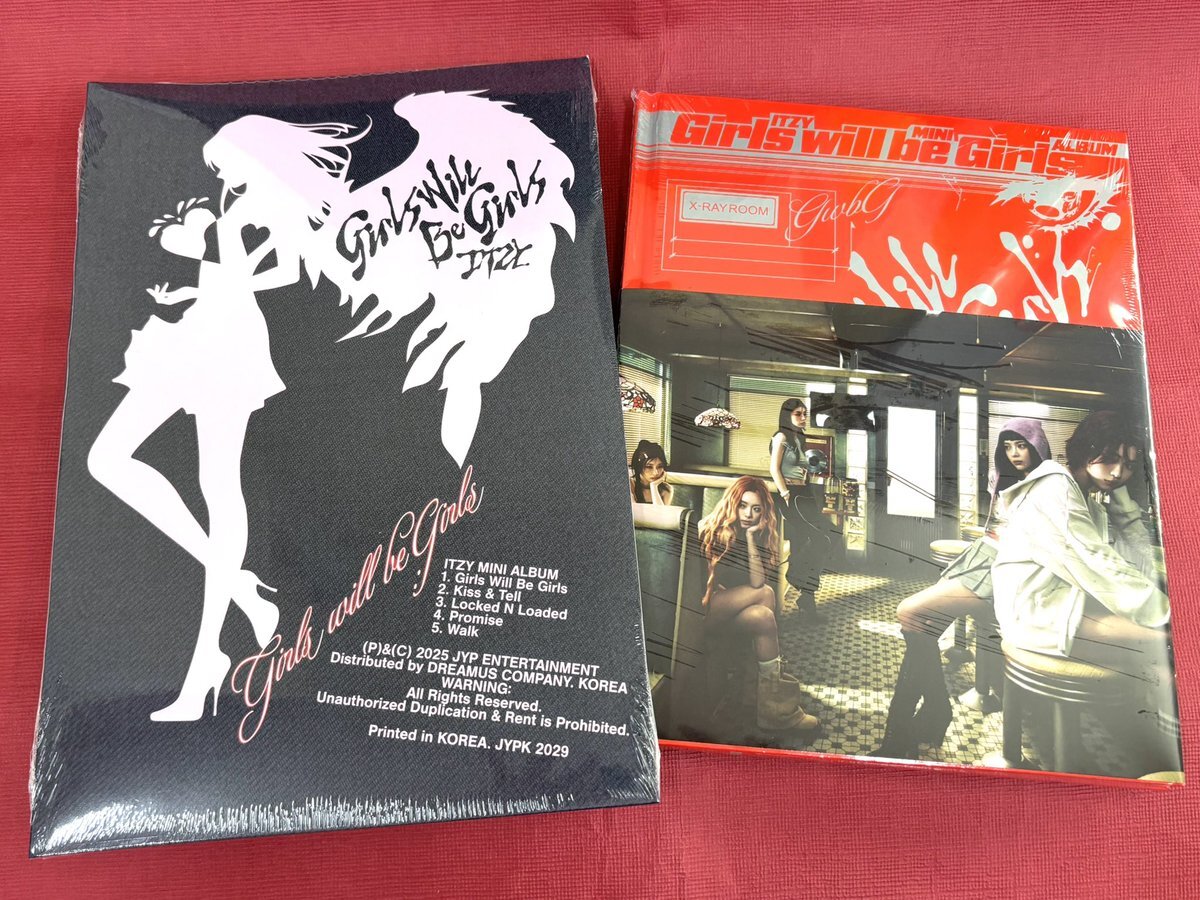 Girls Will
Be Girls
ITZY
Girls will be Girls
ITZY MINI ALBUM
1. Girls Will Be Girls
2. Kiss & Tell
3. Locked N Loaded
4. Promise
5. Walk
(P)&(C) 2025 JYP ENTERTAINMENT
Distributed by DREAMUS COMPANY. KOREA
WARNING:
All Rights Reserved.
Unauthorized Duplication & Rent is Prohibited.
Printed in KOREA. JYPK 2029
ITZY MINI ALBUM
Girls will be Girls
X-RAY ROOM
GwbG